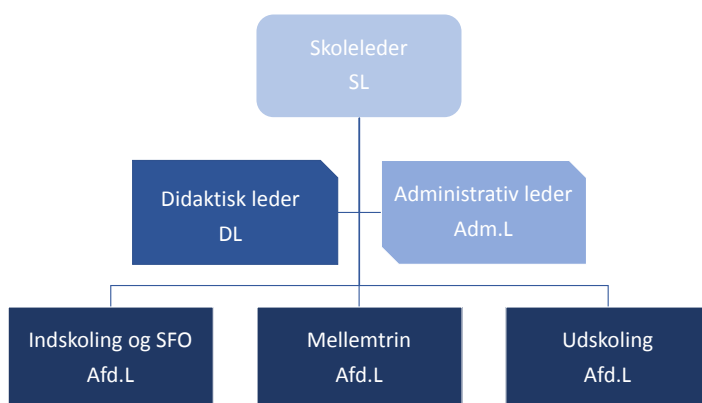 Skoleleder
SL
Didaktisk leder
DL
Administrativ leder
Adm.L
Indskoling og SFO
Afd.L
Mellemtrin
Afd.L
Udskoling
Afd.L